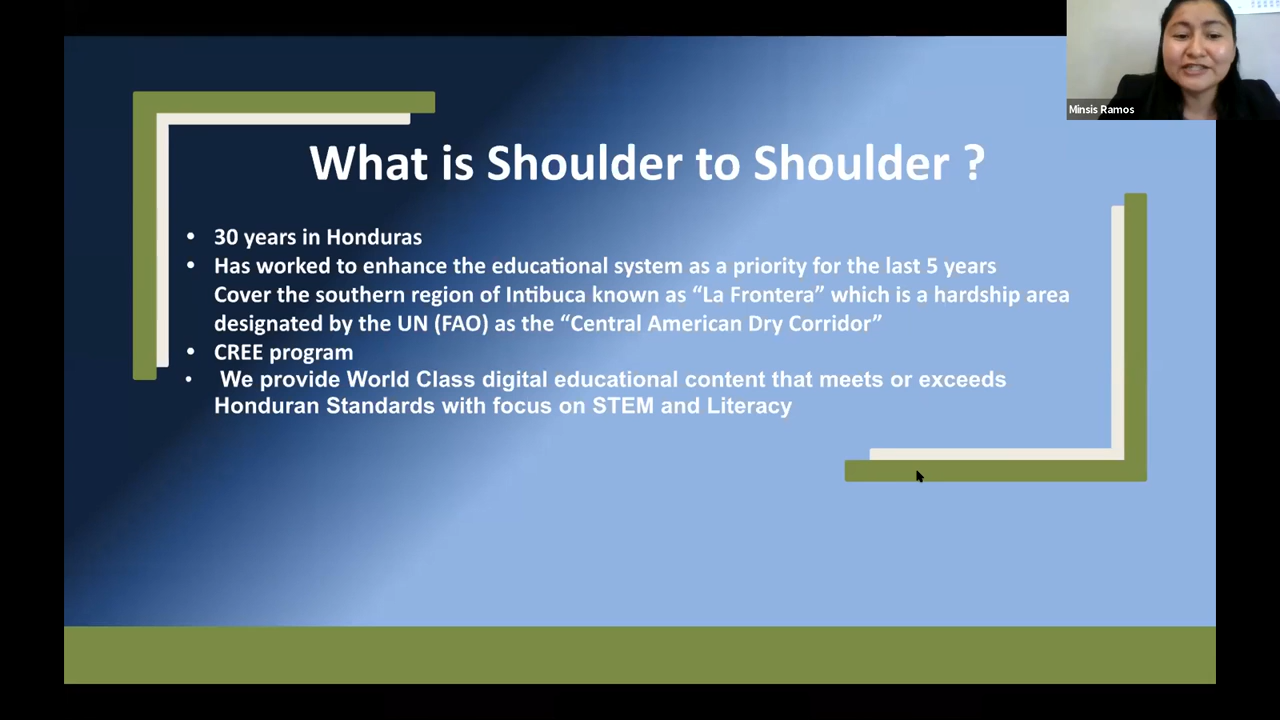 Minsis Ramos
What is Shoulder to Shoulder ?
• 30 years in Honduras
• Has worked to enhance the educational system as a priority for the last 5 years
Cover the southern region of Intibuca known as “La Frontera” which is a hardship area
designated by the UN (FAO) as the “Central American Dry Corridor”
• CREE program
• We provide World Class digital educational content that meets or exceeds
Honduran Standards with focus on STEM and Literacy